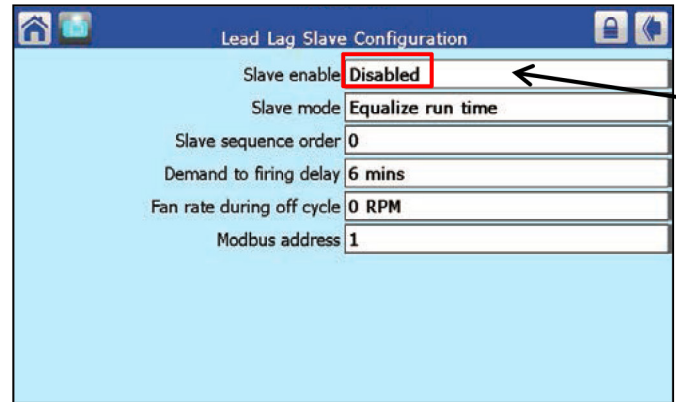 Lead Lag Slave Configuration
Slave enable Disabled
Slave mode Equalize run time
Slave sequence order 0
Demand to firing delay 6 mins
Fan rate during off cycle 0 RPM
Modbus address 1